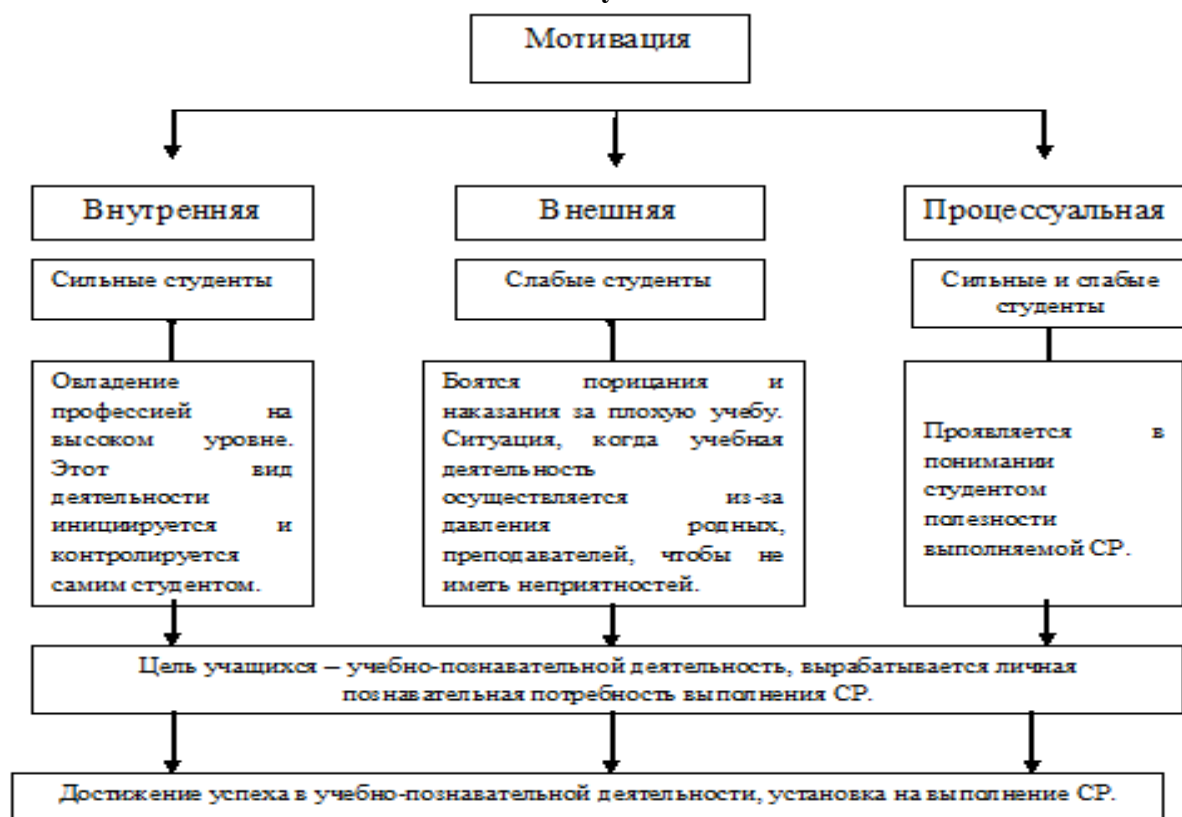 Мотивация
Внутренняя
Внешняя
Процессуальная
Сильные студенты
Слабые студенты
Сильные и слабые
студенты
Овладение
профессией на
высоком уровне.
Этот вид
деятельности
инициируется и
контролируется
самим студентом.
Боятся порицания и
наказания за плохую учебу.
Ситуация, когда учебная
деятельность
осуществляется из-за
давления родных,
преподавателей, чтобы не
иметь неприятностей.
Проявляется в
понимании
студентом
полезности
выполняемой СР.
Цель учащихся – учебно-познавательной деятельность, вырабатывается личная
познавательная потребность выполнения СР.
Достижение успеха в учебно-познавательной деятельности, установка на выполнение СР.